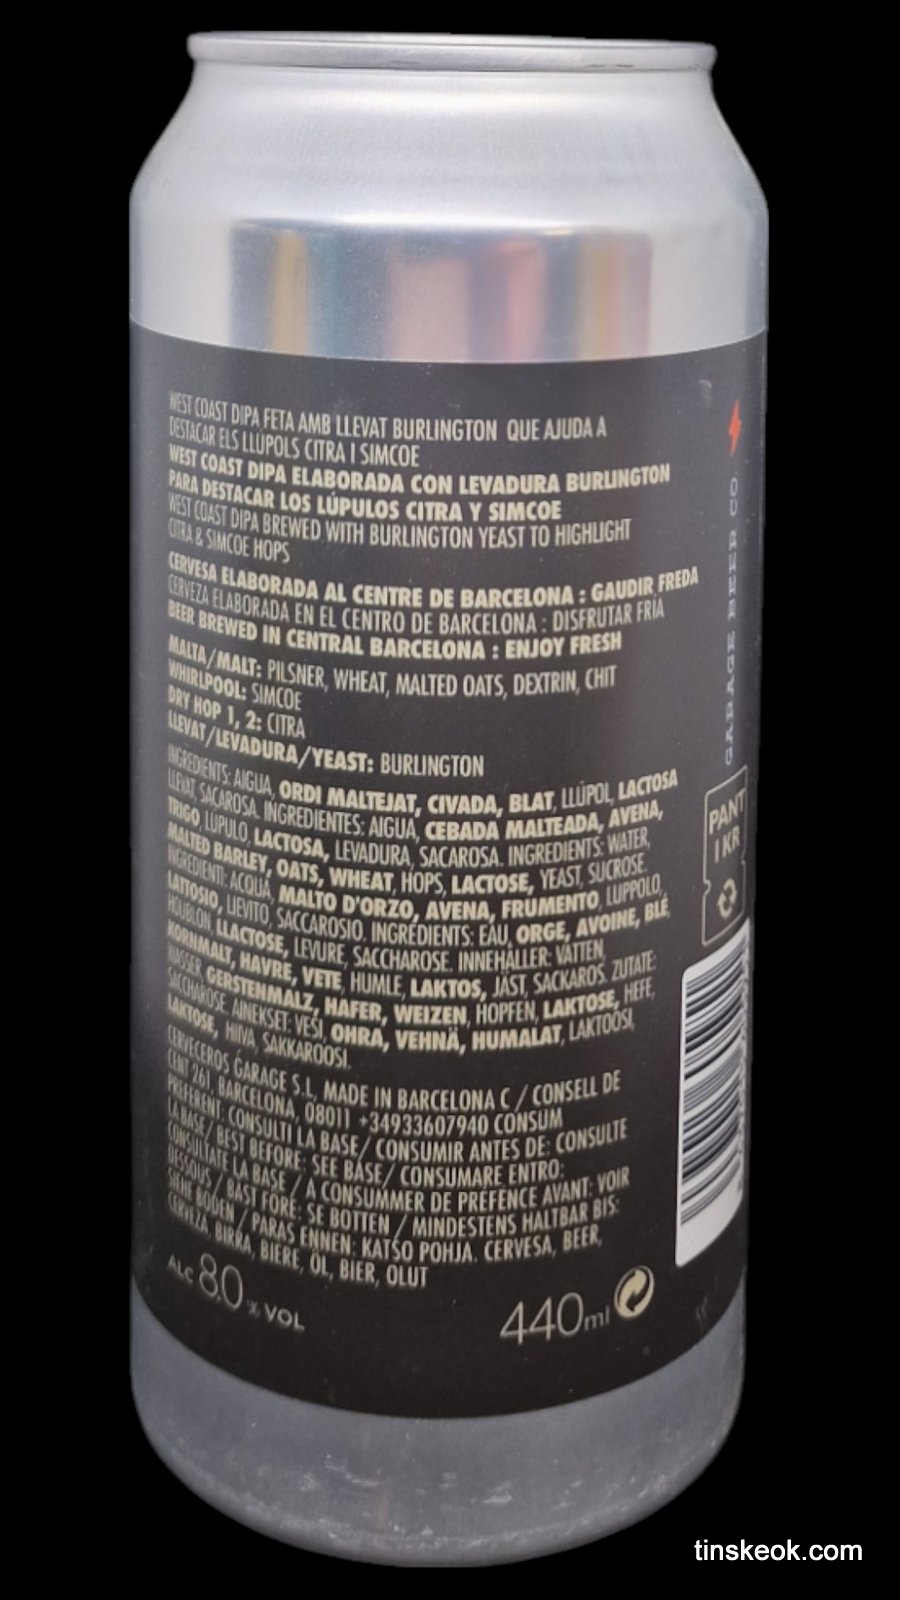 WEST COAST DIPA FETA AMB LLEVAT BURLINGTON QUE AJUDA A
DESTACAR ELS LLÚPOLS CITRA I SIMCOE
WEST COAST DIPA ELABORADA CON LEVADURA BURLINGTON
PARA DESTACAR LOS LÚPULOS CITRA Y SIMCOE
WEST COAST DIPA BREWED WITH BURLINGTON YEAST TO HIGHLIGHT
CITRA & SIMCOE HOPS
CERVESA ELABORADA AL CENTRE DE BARCELONA : GAUDIR FREDA
CERVEZA ELABORADA EN EL CENTRO DE BARCELONA : DISFRUTAR FRÍA
BEER BREWED IN CENTRAL BARCELONA : ENJOY FRESH
MALTA/MALT: PILSNER, WHEAT, MALTED OATS, DEXTRIN, CHIT
WHIRLPOOL: SIMCOE
DRY HOP 1, 2: CITRA
LLEVAT/LEVADURA/YEAST: BURLINGTON
INGREDIENTS: AIGUA, ORDI MALTEJAT, CIVADA, BLAT, LLÚPOL, LACTOSA
LLEVAT, SACAROSA. INGREDIENTES: AIGUA, CEBADA MALTEADA, AVENA,
TRIGO, LÚPULO, LACTOSA, LEVADURA, SACAROSA. INGREDIENTS: WATER,
MALTED BARLEY, OATS, WHEAT, HOPS, LACTOSE, YEAST, SUCROSE.
INGREDIENTI: ACQUA, MALTO D'ORZO, AVENA, FRUMENTO, LUPPOLO,
LATTOSIO, LIEVITO, SACCAROSIO. INGRÉDIENTS: EAU, ORGE, AVOINE, BLÉ,
HOUBLON, LLACTOSE, LEVURE, SACCHAROSE. INNEHÅLLER: VATTEN,
KORNMALT, HAVRE, VETE, HUMLE, LAKTOS, JÄST, SACKAROS. ZUTATE:
WASSER, GERSTENMALZ, HAFER, WEIZEN, HOPFEN, LAKTOSE, HEFE,
SACCHAROSE. AINEKSET: VESI, OHRA, VEHNÄ, HUMALAT, LAKTOOSI,
LAKTOSE, HIIVA, SAKKAROOSI.
CERVECEROS GARAGE S.L, MADE IN BARCELONA C / CONSELL DE
CENT 261, BARCELONA, 08011 +34933607940 CONSUM
PREFERENT: CONSULTI LA BASE/ CONSUMIR ANTES DE: CONSULTE
LA BASE/ BEST BEFORE: SEE BASE/ CONSUMARE ENTRO:
CONSULTATE LA BASE / A CONSUMMER DE PRÉFENCE AVANT: VOIR
DESSOUS / BAST FÖRE: SE BOTTEN / MINDESTENS HALTBAR BIS:
SIEHE BODEN / PARAS ENNEN: KATSO POHJA. CERVESA, BEER,
CERVEZA, BIRRA, BIERE, ÖL, BIER, OLUT
ALC 8,0 % VOL
440ml
GARAGE BEER CO
PANT
1 KR
tinskeok.com